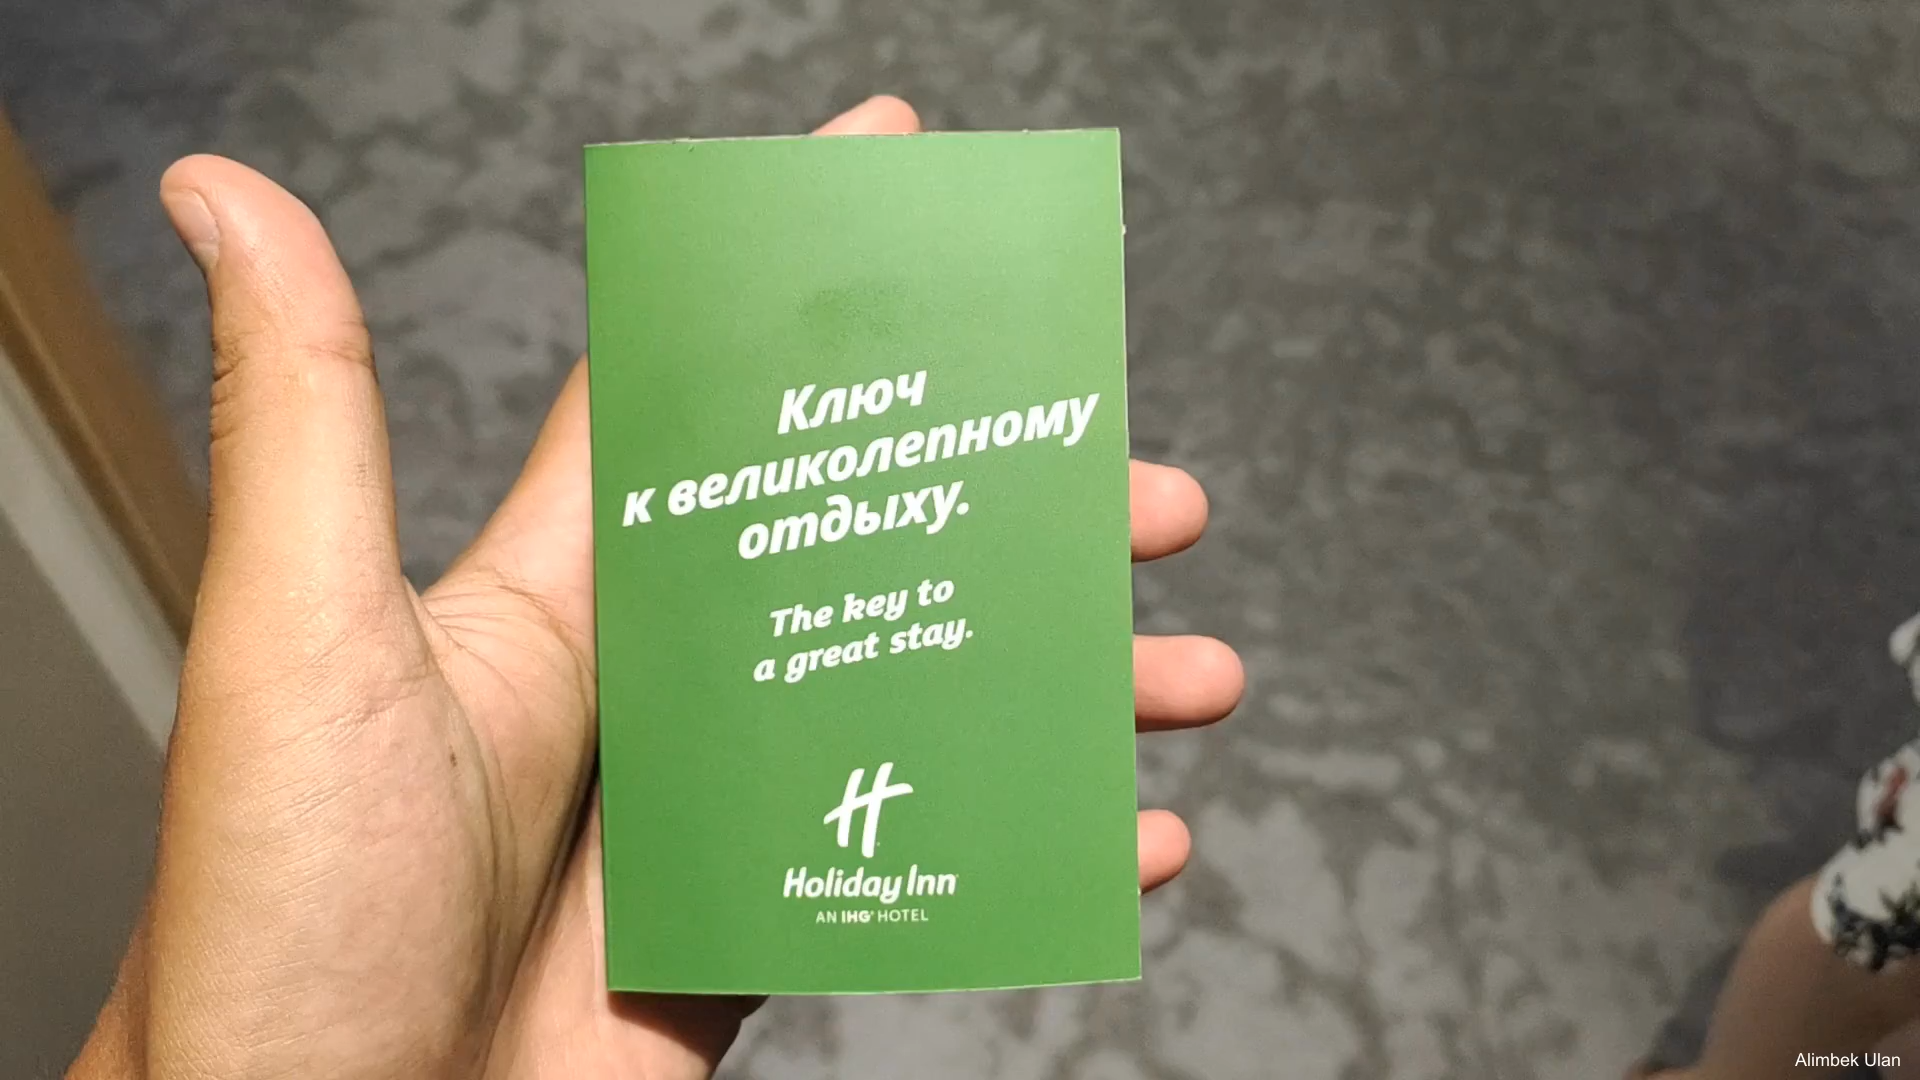 Ключ
к великолепному
отдыху.
The key to
a great stay.
H
Holiday Inn
AN IHG® HOTEL
Alimbek Ulan